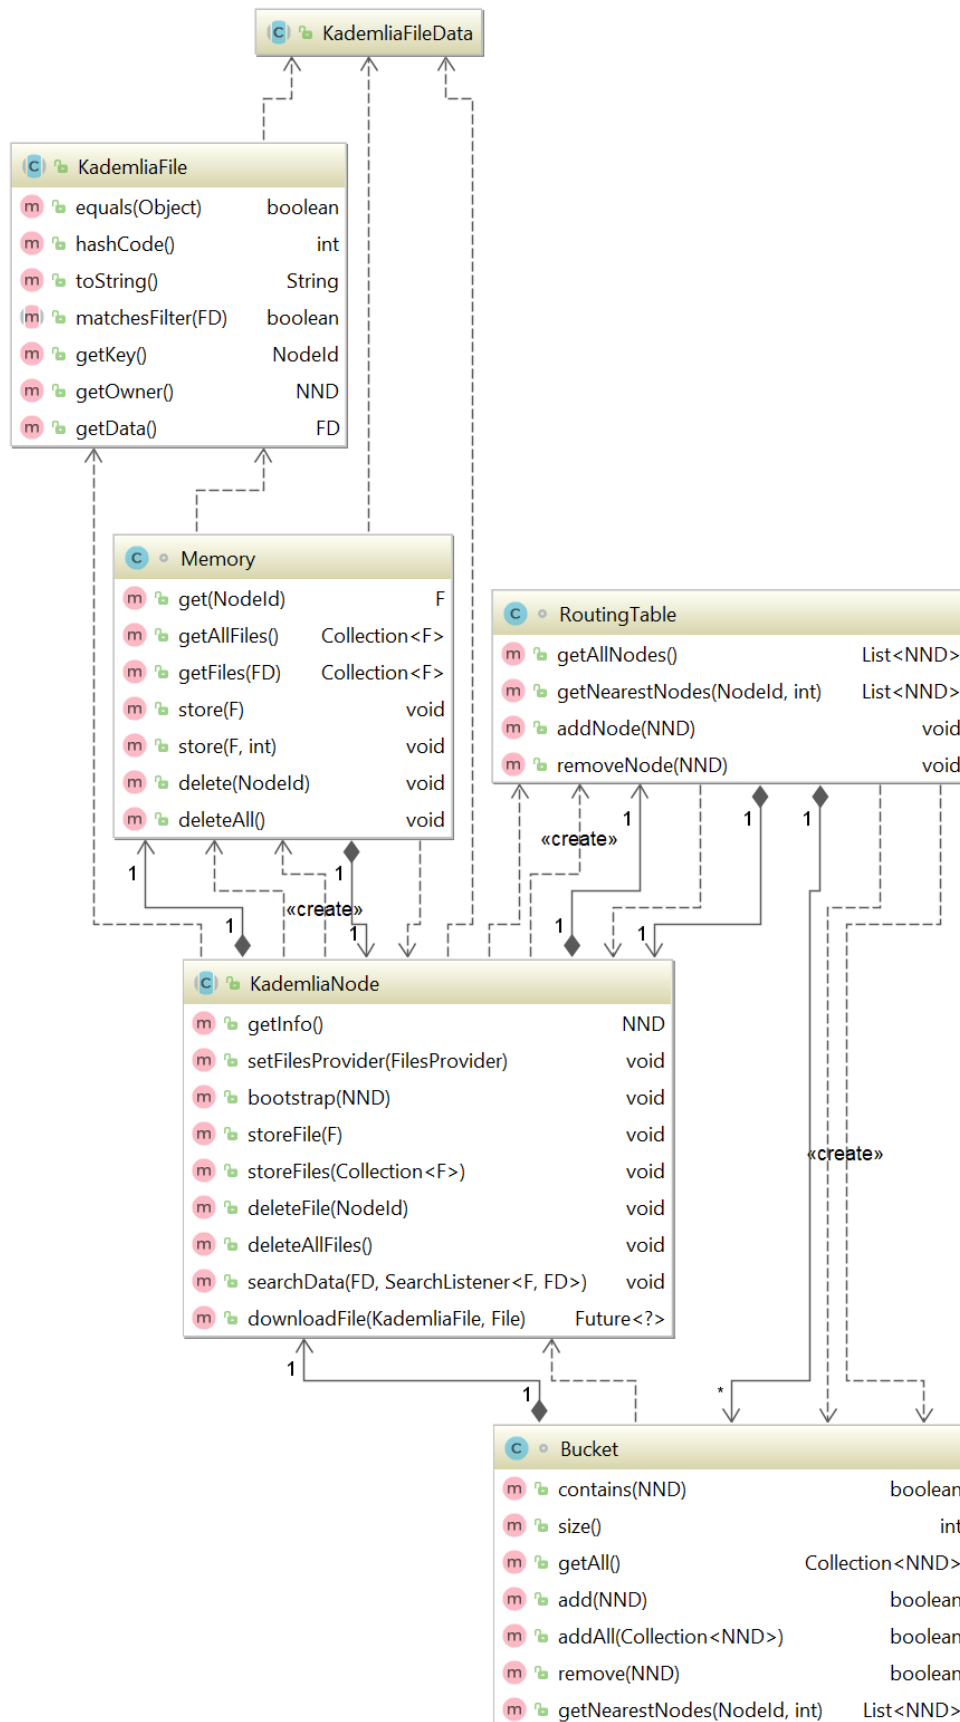 KademliaFileData
KademliaFile
equals(Object) boolean
hashCode() int
toString() String
matchesFilter(FD) boolean
getKey() NodeId
getOwner() NND
getData() FD
Memory
get(NodeId) F
getAllFiles() Collection<F>
getFiles(FD) Collection<F>
store(F) void
store(F, int) void
delete(NodeId) void
deleteAll() void
RoutingTable
getAllNodes() List<NND>
getNearestNodes(NodeId, int) List<NND>
addNode(NND) void
removeNode(NND) void
1 1 1 1 1
«create»
«create»
1 1 1 1
KademliaNode
getInfo() NND
setFilesProvider(FilesProvider) void
bootstrap(NND) void
storeFile(F) void
storeFiles(Collection<F>) void
deleteFile(NodeId) void
deleteAllFiles() void
searchData(FD, SearchListener<F, FD>) void
downloadFile(KademliaFile, File) Future<?>
«create»
1 1 *
Bucket
contains(NND) boolean
size() int
getAll() Collection<NND>
add(NND) boolean
addAll(Collection<NND>) boolean
remove(NND) boolean
getNearestNodes(NodeId, int) List<NND>